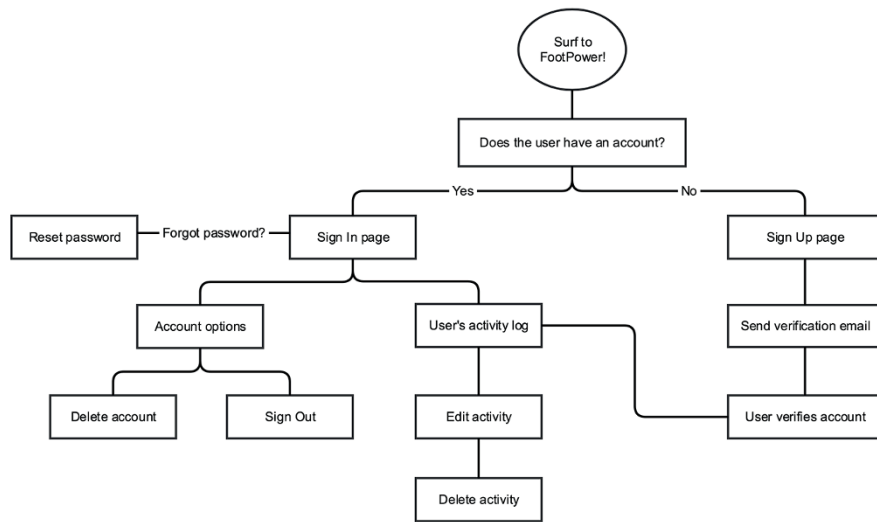 Surf to
FootPower!
Does the user have an account?
Yes
No
Reset password
Forgot password?
Sign In page
Sign Up page
Account options
User's activity log
Send verification email
Delete account
Sign Out
Edit activity
User verifies account
Delete activity